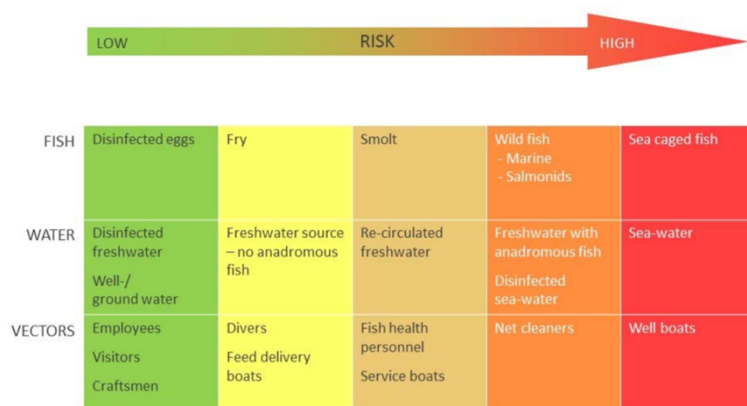 LOW RISK HIGH
FISH
Disinfected eggs
Fry
Smolt
Wild fish
- Marine
- Salmonids
Sea caged fish
WATER
Disinfected
freshwater
Well-/
ground water
Freshwater source
– no anadromous
fish
Re-circulated
freshwater
Freshwater with
anadromous fish
Disinfected
sea-water
Sea-water
VECTORS
Employees
Visitors
Craftsmen
Divers
Feed delivery
boats
Fish health
personnel
Service boats
Net cleaners
Well boats